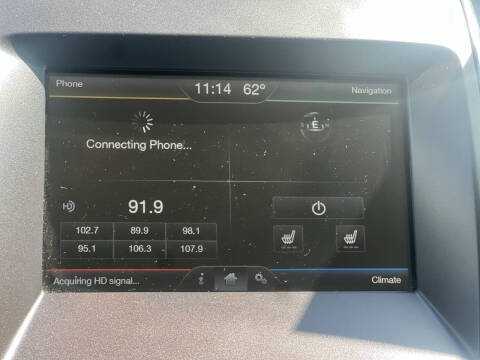 Phone
11:14 62°
Navigation
E
Connecting Phone...
HD
91.9
102.7 89.9 98.1
95.1 106.3 107.9
Acquiring HD signal...
i
Climate